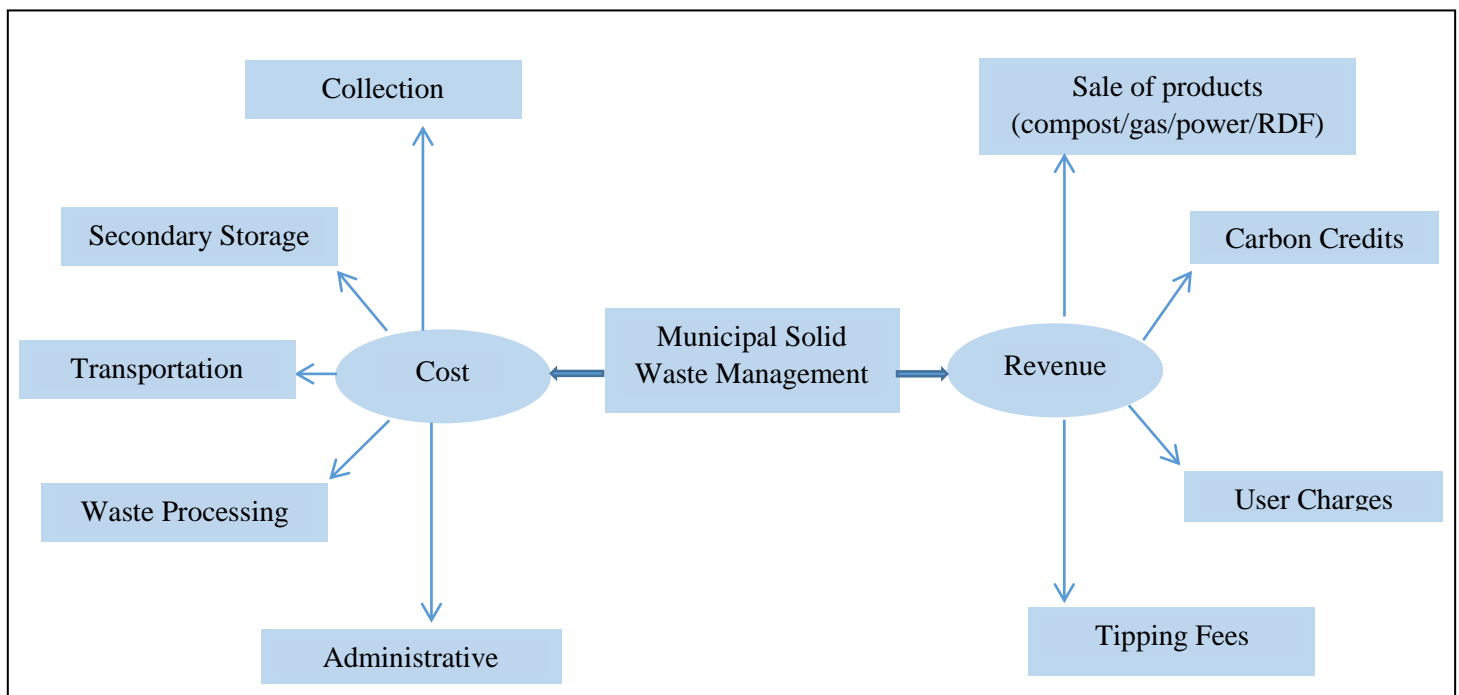 Collection
Sale of products
(compost/gas/power/RDF)
Secondary Storage
Carbon Credits
Municipal Solid
Waste Management
Transportation
Cost
Revenue
Waste Processing
User Charges
Administrative
Tipping Fees